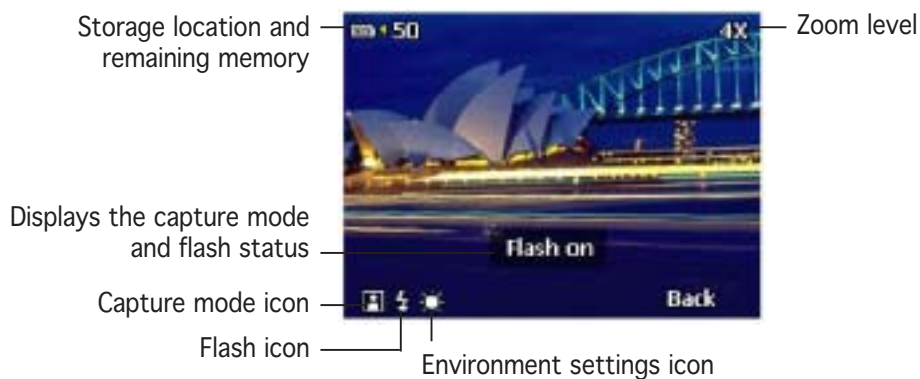 Storage location and
remaining memory
50
4X
Zoom level
Displays the capture mode
and flash status
Flash on
Capture mode icon
Back
Flash icon
Environment settings icon